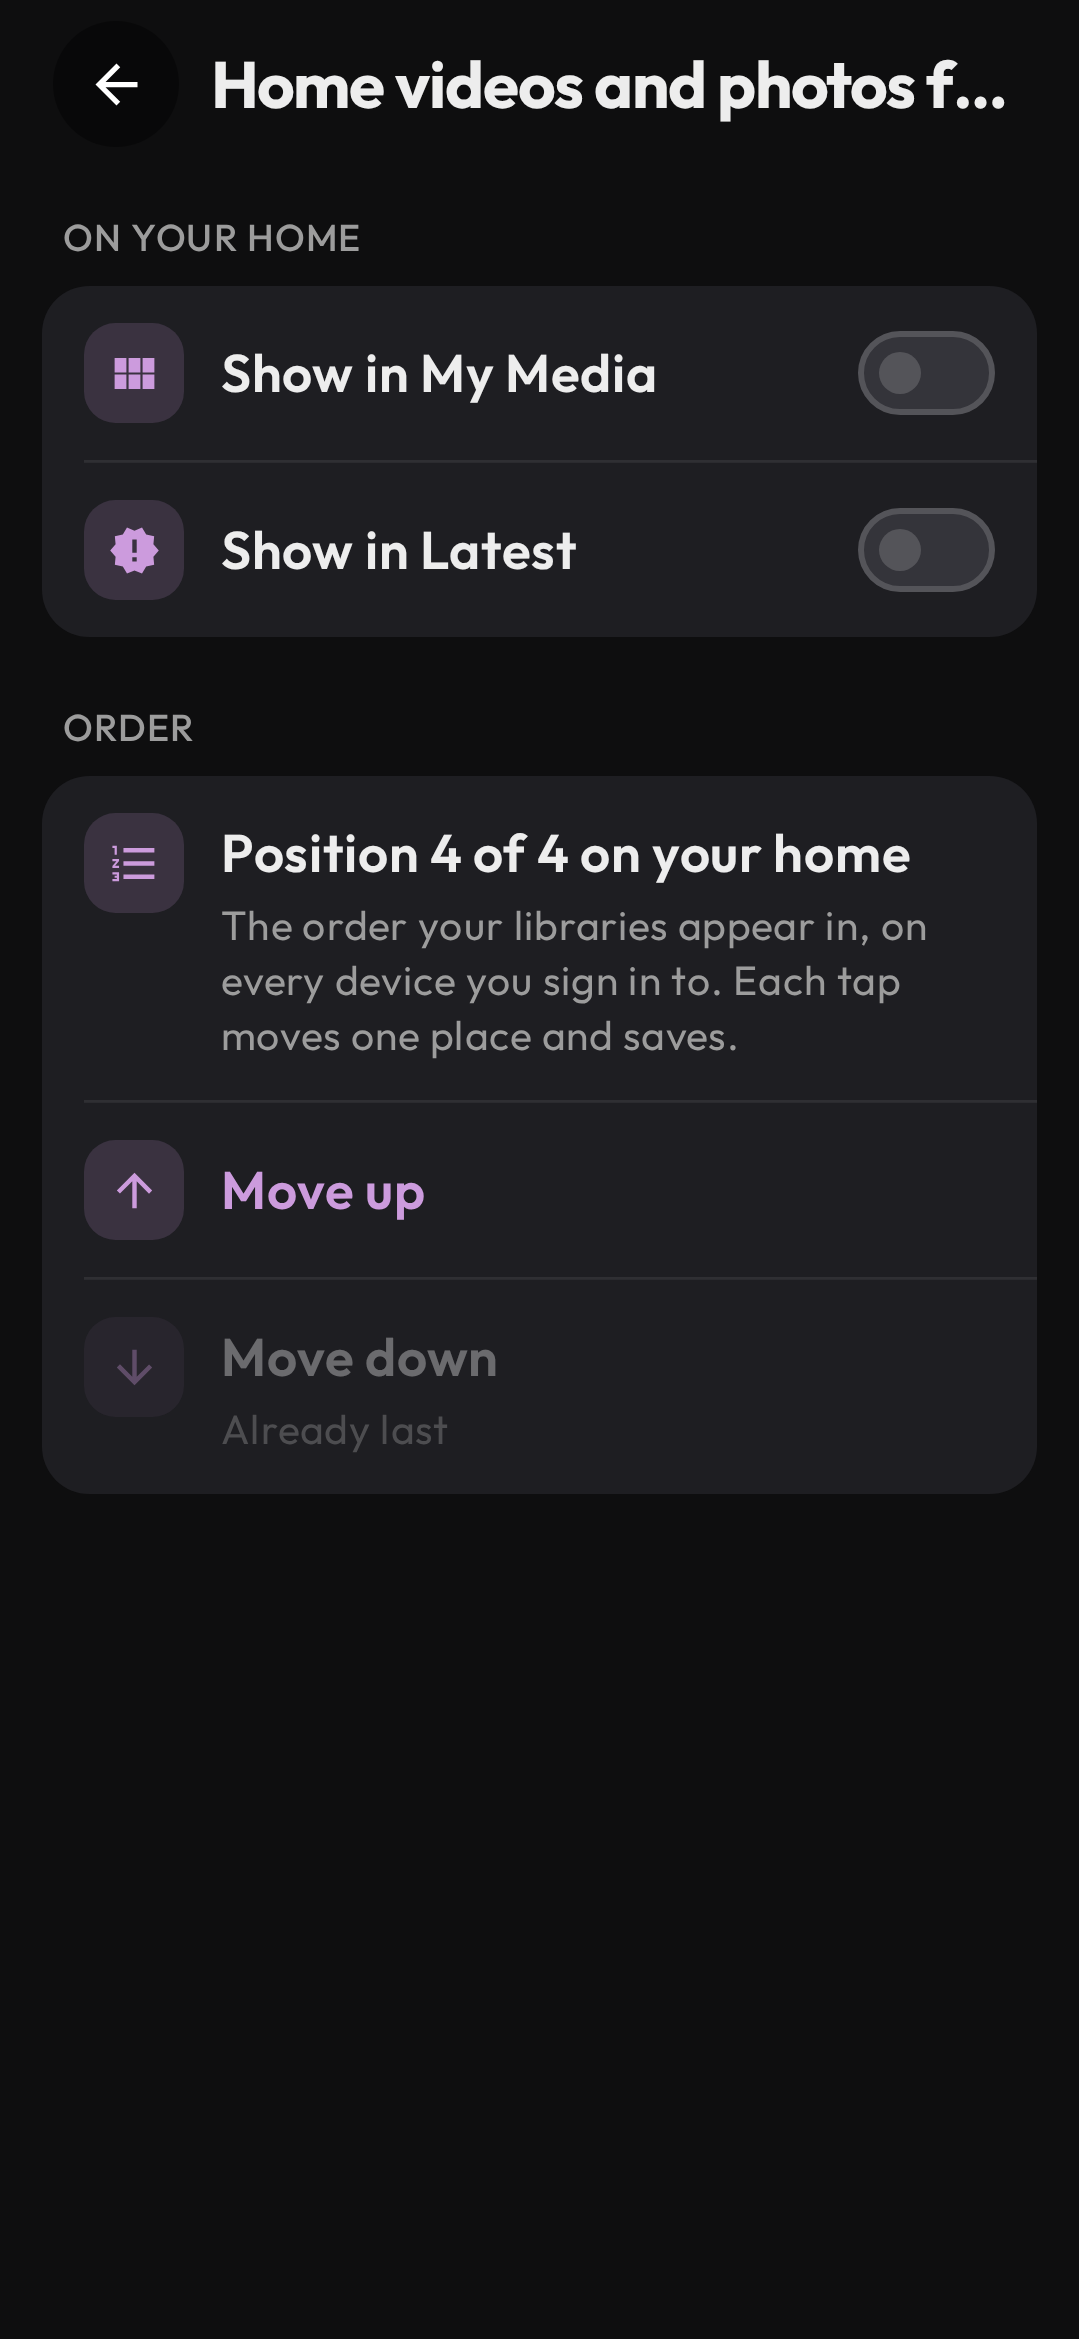 Home videos and photos f...
ON YOUR HOME
Show in My Media
Show in Latest
ORDER
Position 4 of 4 on your home
The order your libraries appear in, on
every device you sign in to. Each tap
moves one place and saves.
Move up
Move down
Already last